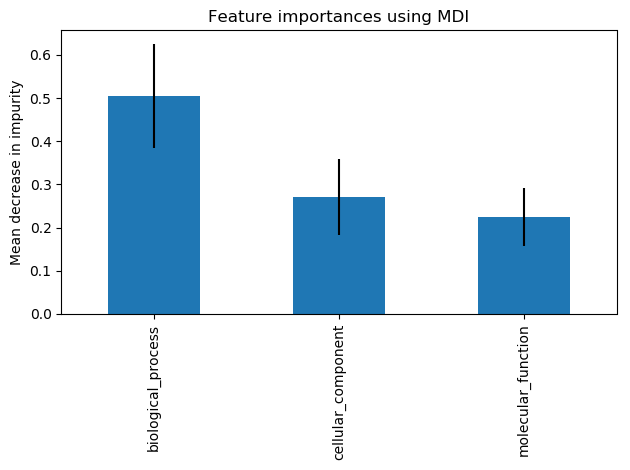 Feature importances using MDI
Mean decrease in impurity
0.6
0.5
0.4
0.3
0.2
0.1
0.0
biological_process
cellular_component
molecular_function